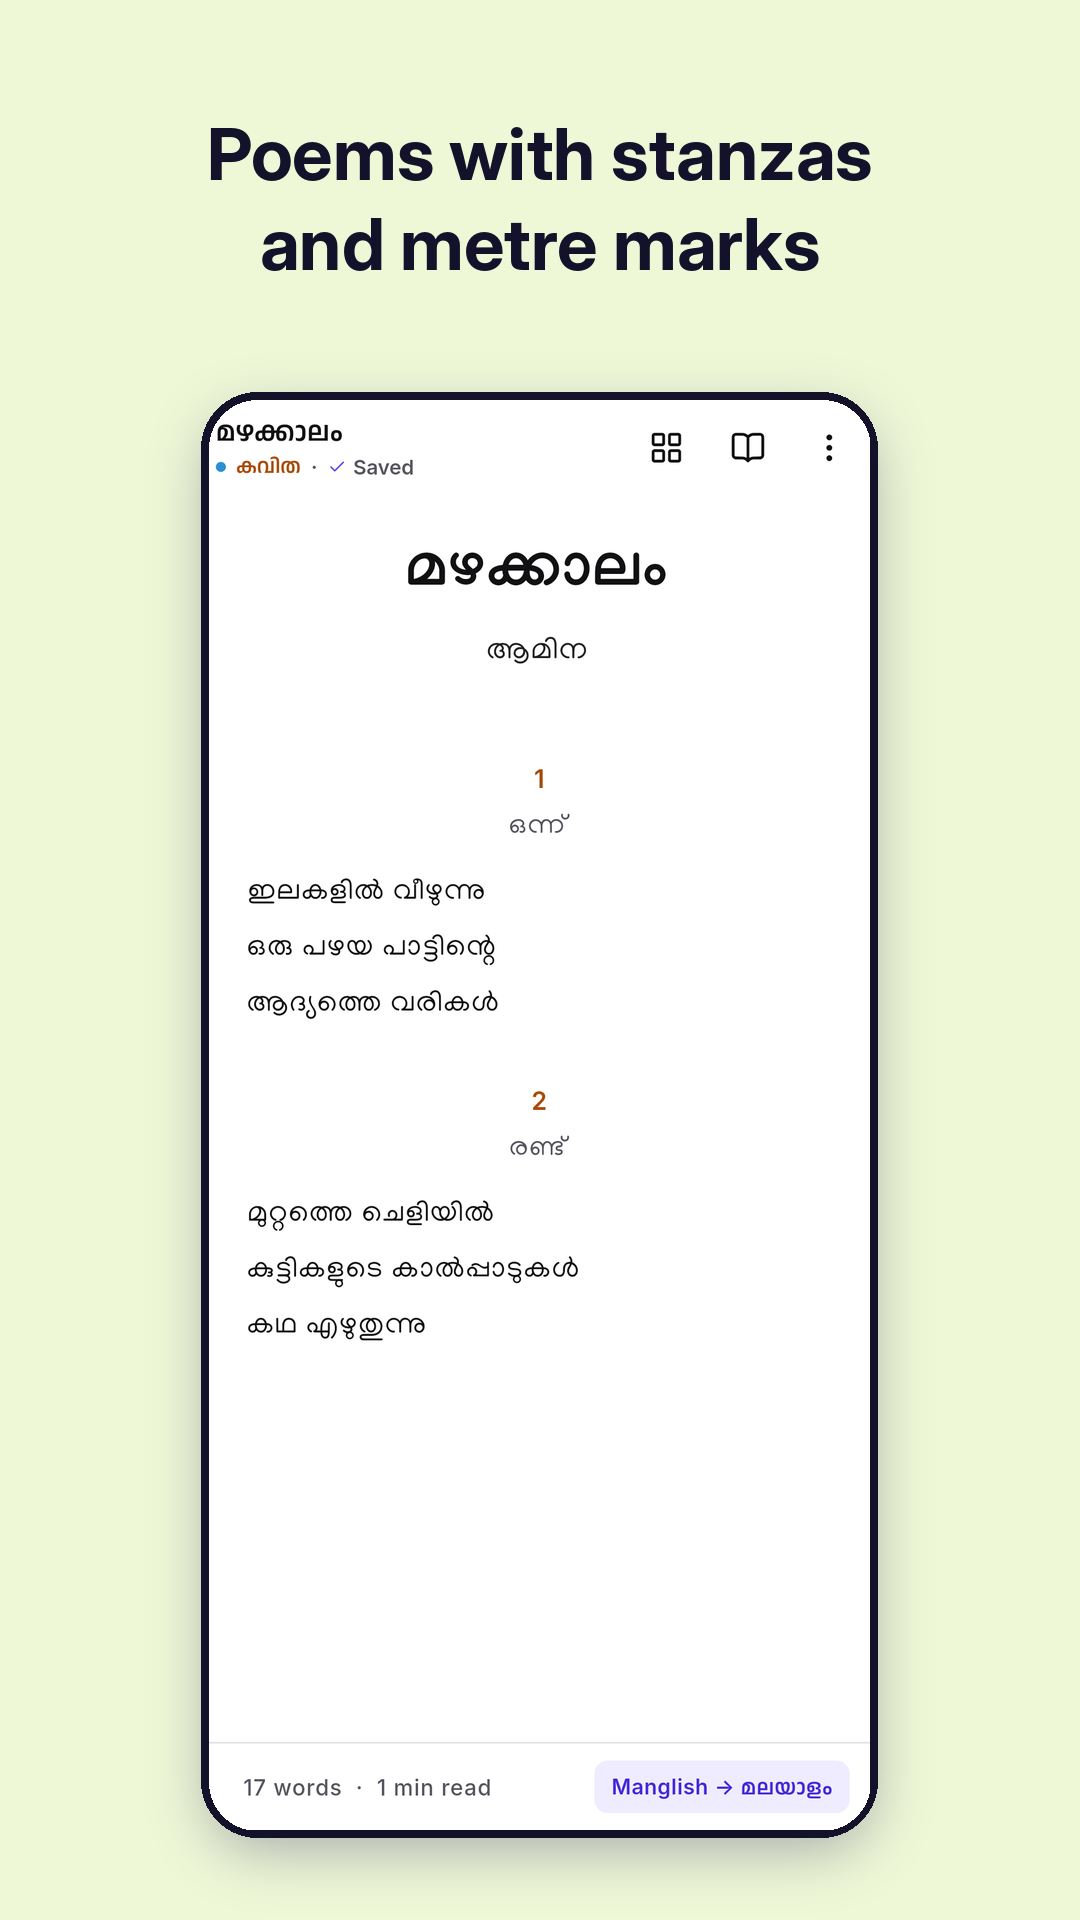 Poems with stanzas
and metre marks
മഴക്കാലം
കവിത · ✓ Saved
മഴക്കാലം
ആമിന
1
ഒന്ന്
ഇലകളിൽ വീഴുന്നു
ഒരു പഴയ പാട്ടിന്റെ
ആദ്യത്തെ വരികൾ
2
രണ്ട്
മുറ്റത്തെ ചെളിയിൽ
കുട്ടികളുടെ കാൽപ്പാടുകൾ
കഥ എഴുതുന്നു
17 words · 1 min read
Manglish → മലയാളം